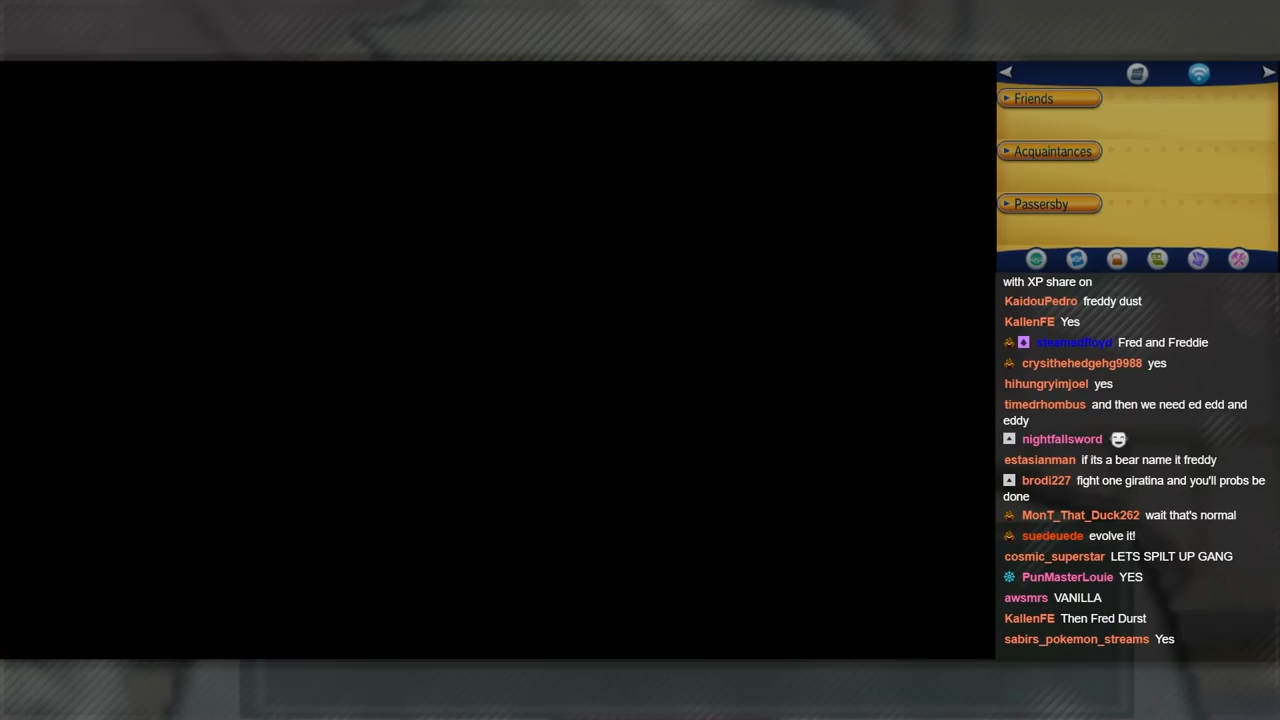 Friends
Acquaintances
Passersby
with XP share on
KaidouPedro freddy dust
KallenFE Yes
steamedfloyd Fred and Freddie
crysithehedgehg9988 yes
hihungryimjoel yes
timedrhombus and then we need ed edd and
eddy
nightfallsword
estasianman if its a bear name it freddy
brodi227 fight one giratina and you'll probs be
done
MonT_That_Duck262 wait that's normal
suedeuede evolve it!
cosmic_superstar LETS SPILT UP GANG
PunMasterLouie YES
awsmrs VANILLA
KallenFE Then Fred Durst
sabirs_pokemon_streams Yes